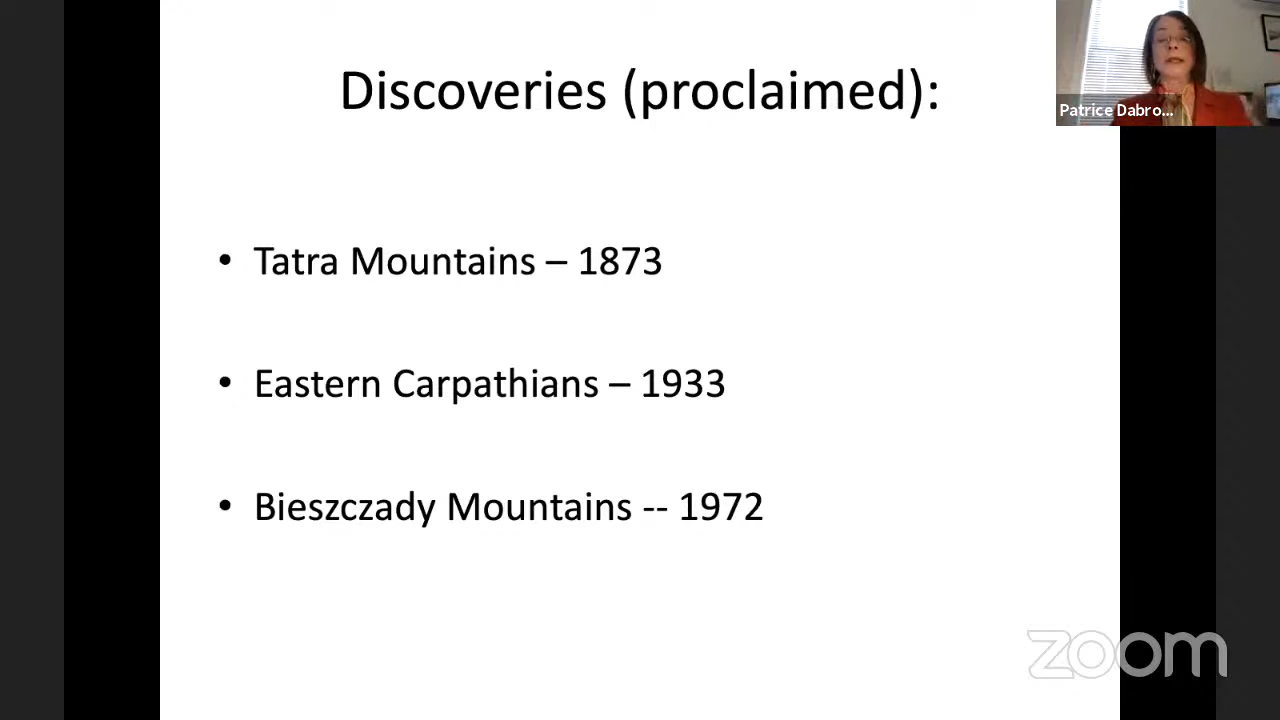 Discoveries (proclaimed):
Patrice Dabro...
• Tatra Mountains – 1873
• Eastern Carpathians – 1933
• Bieszczady Mountains -- 1972
zoom